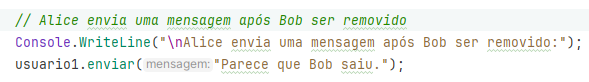 // Alice envia uma mensagem após Bob ser removido
Console.WriteLine("\nAlice envia uma mensagem após Bob ser removido:");
usuario1.enviar( mensagem: "Parece que Bob saiu.");